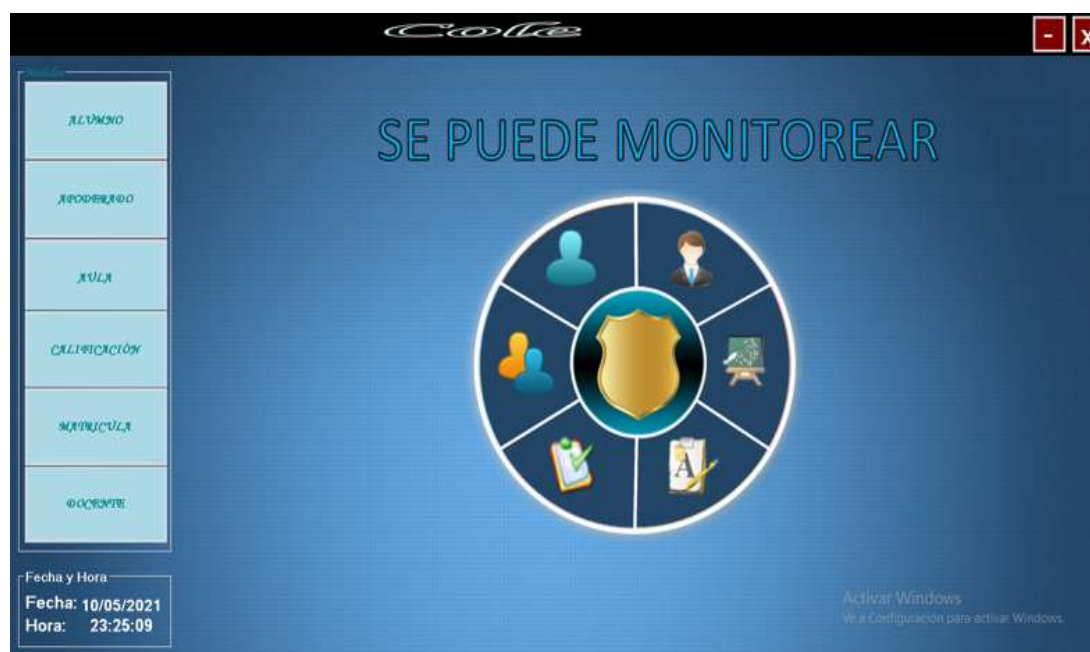 Cole
- x
SE PUEDE MONITOREAR
ALUMNO
APODERADO
AULA
CALIFICACIÓN
MATRICULA
DOCENTE
A
Fecha y Hora
Fecha: 10/05/2021
Hora: 23:25:09
Activar Windows
Ve a Configuración para activar Windows.